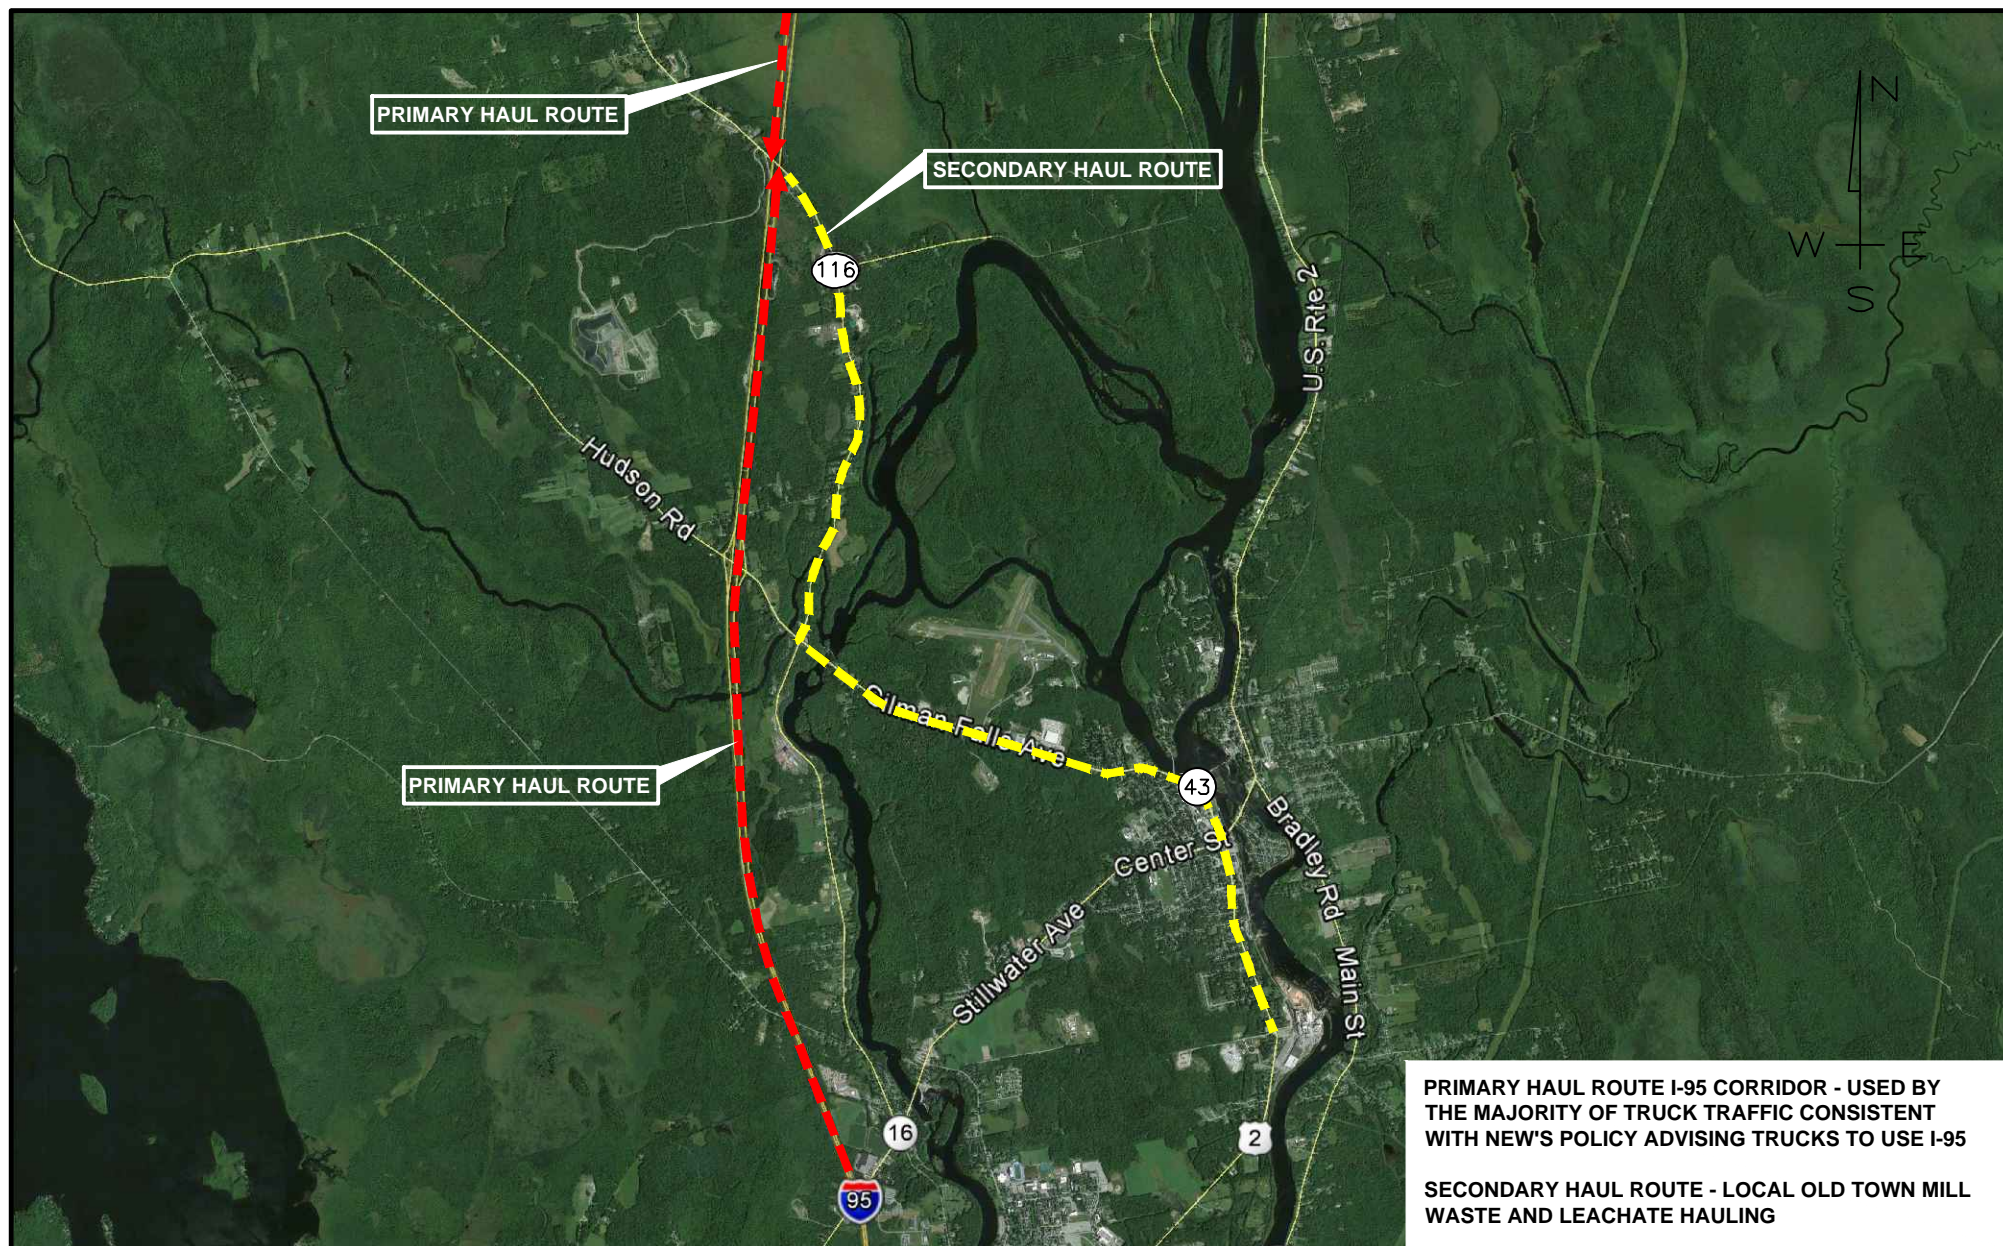 N
PRIMARY HAUL ROUTE
SECONDARY HAUL ROUTE
W E
S
116
U.S. Rte 2
Hudson Rd
Gilman Falls Ave
PRIMARY HAUL ROUTE
43
Bradley Rd
Center St
Stillwater Ave
Main St
16
2
95
PRIMARY HAUL ROUTE I-95 CORRIDOR - USED BY
THE MAJORITY OF TRUCK TRAFFIC CONSISTENT
WITH NEW'S POLICY ADVISING TRUCKS TO USE I-95
SECONDARY HAUL ROUTE - LOCAL OLD TOWN MILL
WASTE AND LEACHATE HAULING